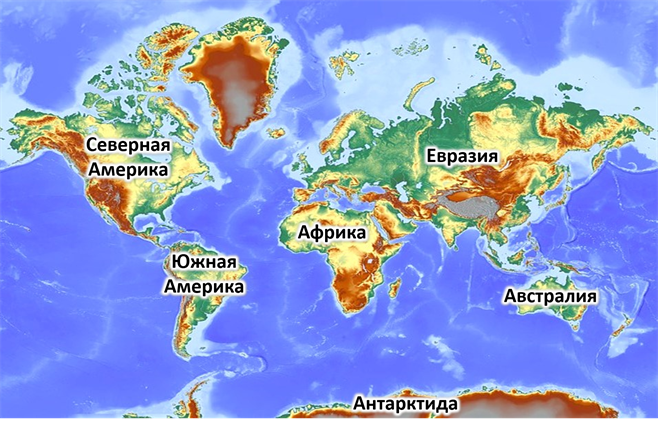 Северная
Америка
Евразия
Африка
Южная
Америка
Австралия
Антарктида